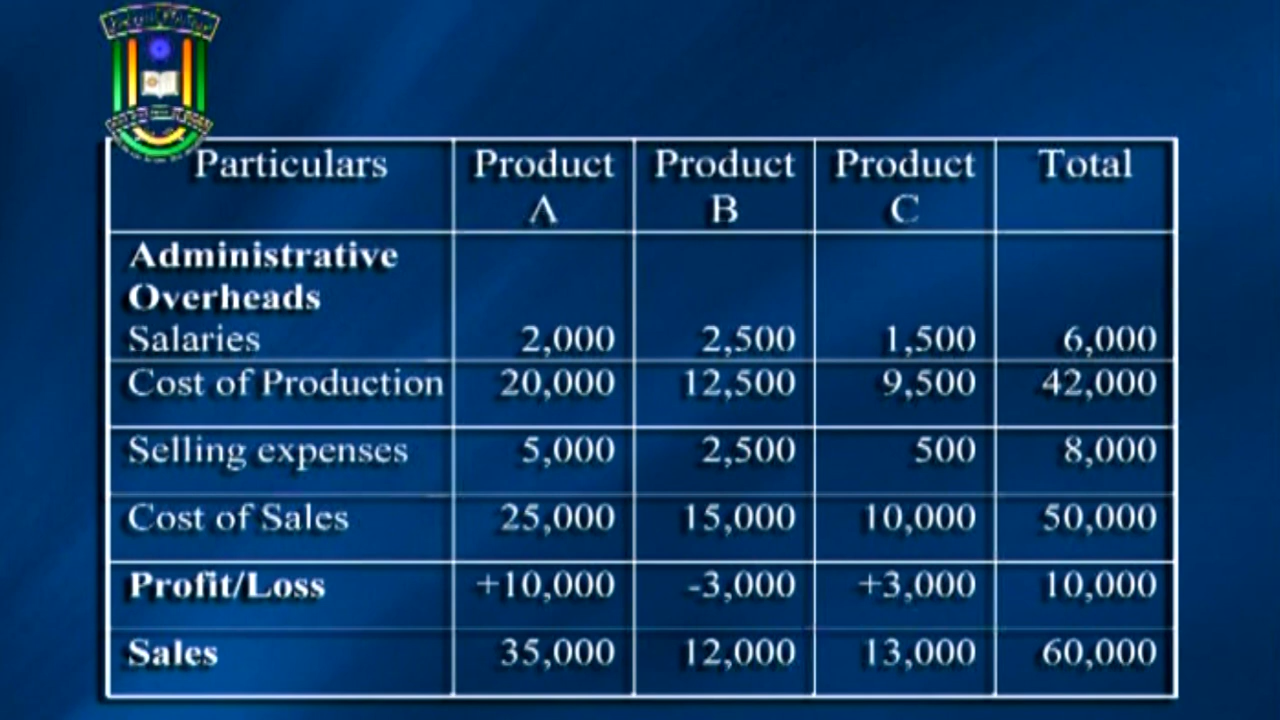 Particulars Product A Product B Product C Total
Administrative
Overheads
Salaries 2,000 2,500 1,500 6,000
Cost of Production 20,000 12,500 9,500 42,000
Selling expenses 5,000 2,500 500 8,000
Cost of Sales 25,000 15,000 10,000 50,000
Profit/Loss +10,000 -3,000 +3,000 10,000
Sales 35,000 12,000 13,000 60,000